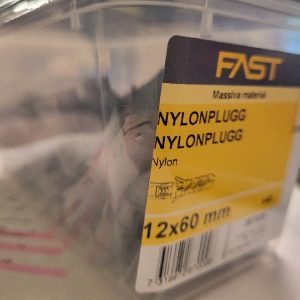 FAST
Massiva material
NYLONPLUGG
NYLONPLUGG
Nylon
12x60 mm